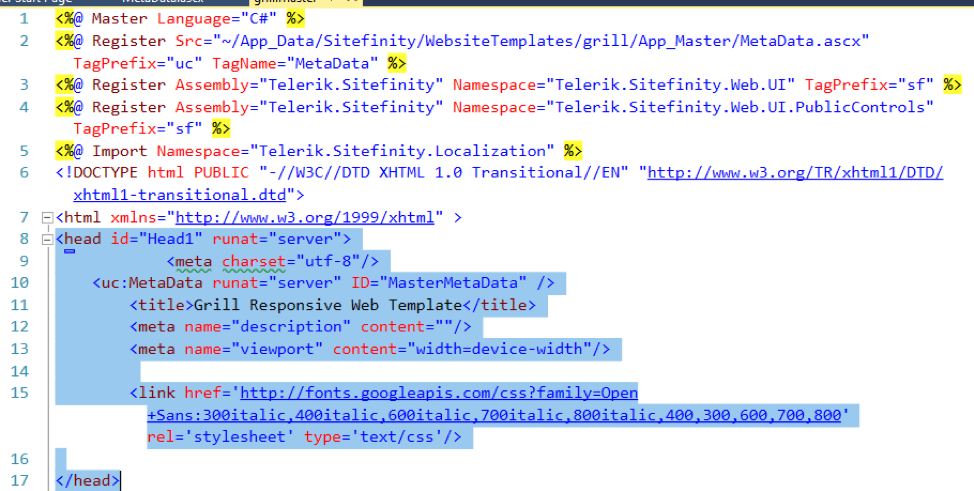 1 <%@ Master Language="C#" %>
2 <%@ Register Src="~/App_Data/Sitefinity/WebsiteTemplates/grill/App_Master/MetaData.ascx"
TagPrefix="uc" TagName="MetaData" %>
3 <%@ Register Assembly="Telerik.Sitefinity" Namespace="Telerik.Sitefinity.Web.UI" TagPrefix="sf" %>
4 <%@ Register Assembly="Telerik.Sitefinity" Namespace="Telerik.Sitefinity.Web.UI.PublicControls"
TagPrefix="sf" %>
5 <%@ Import Namespace="Telerik.Sitefinity.Localization" %>
6 <!DOCTYPE html PUBLIC "-//W3C//DTD XHTML 1.0 Transitional//EN" "http://www.w3.org/TR/xhtml1/DTD/
xhtml1-transitional.dtd">
7 <html xmlns="http://www.w3.org/1999/xhtml" >
8 <head id="Head1" runat="server">
9 <meta charset="utf-8"/>
10 <uc:MetaData runat="server" ID="MasterMetaData" />
11 <title>Grill Responsive Web Template</title>
12 <meta name="description" content=""/>
13 <meta name="viewport" content="width=device-width"/>
14
15 <link href='http://fonts.googleapis.com/css?family=Open
+Sans:300italic,400italic,600italic,700italic,800italic,400,300,600,700,800'
rel='stylesheet' type='text/css'/>
16
17 </head>